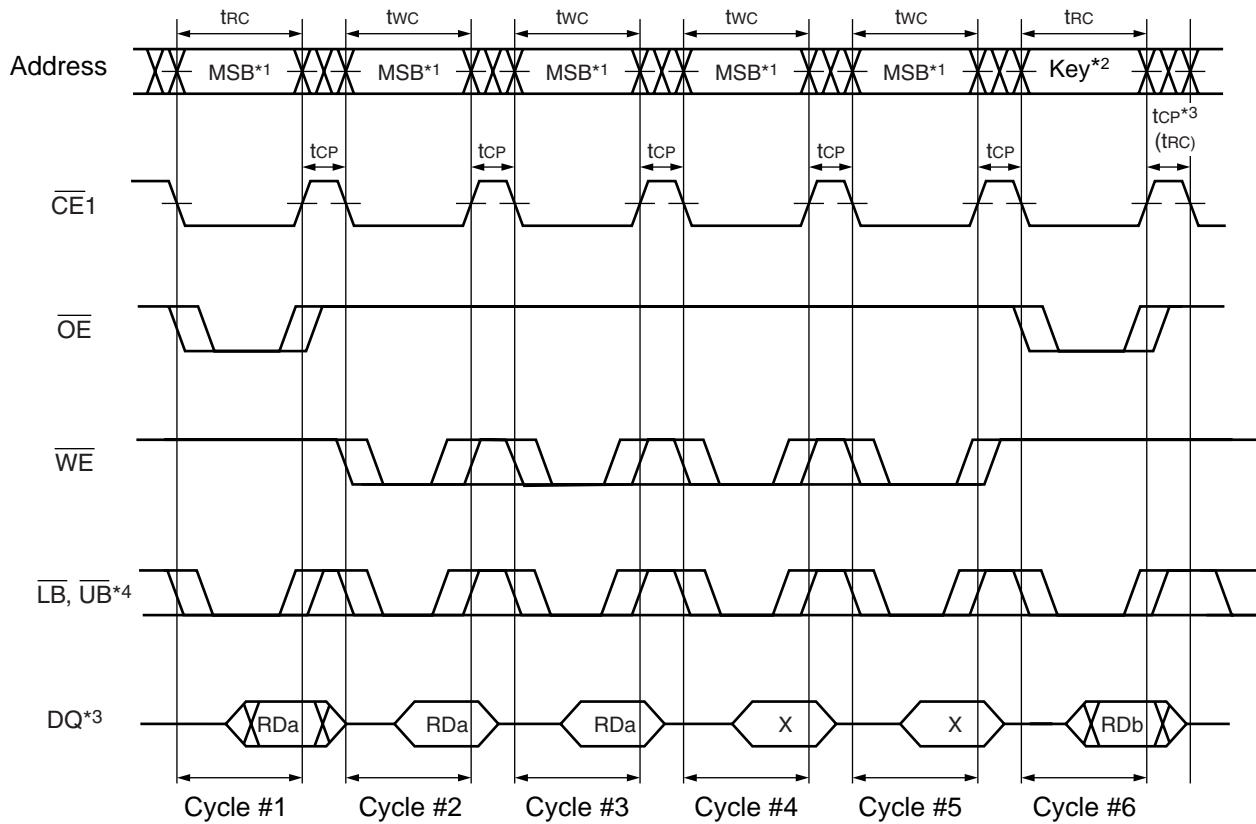 tRC tWC tWC tWC tWC tRC
Address MSB*1 MSB*1 MSB*1 MSB*1 MSB*1 Key*2
tCP*3
(tRC)
tCP tCP tCP tCP tCP
CE1
OE
WE
LB, UB*4
DQ*3 RDa RDa RDa X X RDb
Cycle #1 Cycle #2 Cycle #3 Cycle #4 Cycle #5 Cycle #6